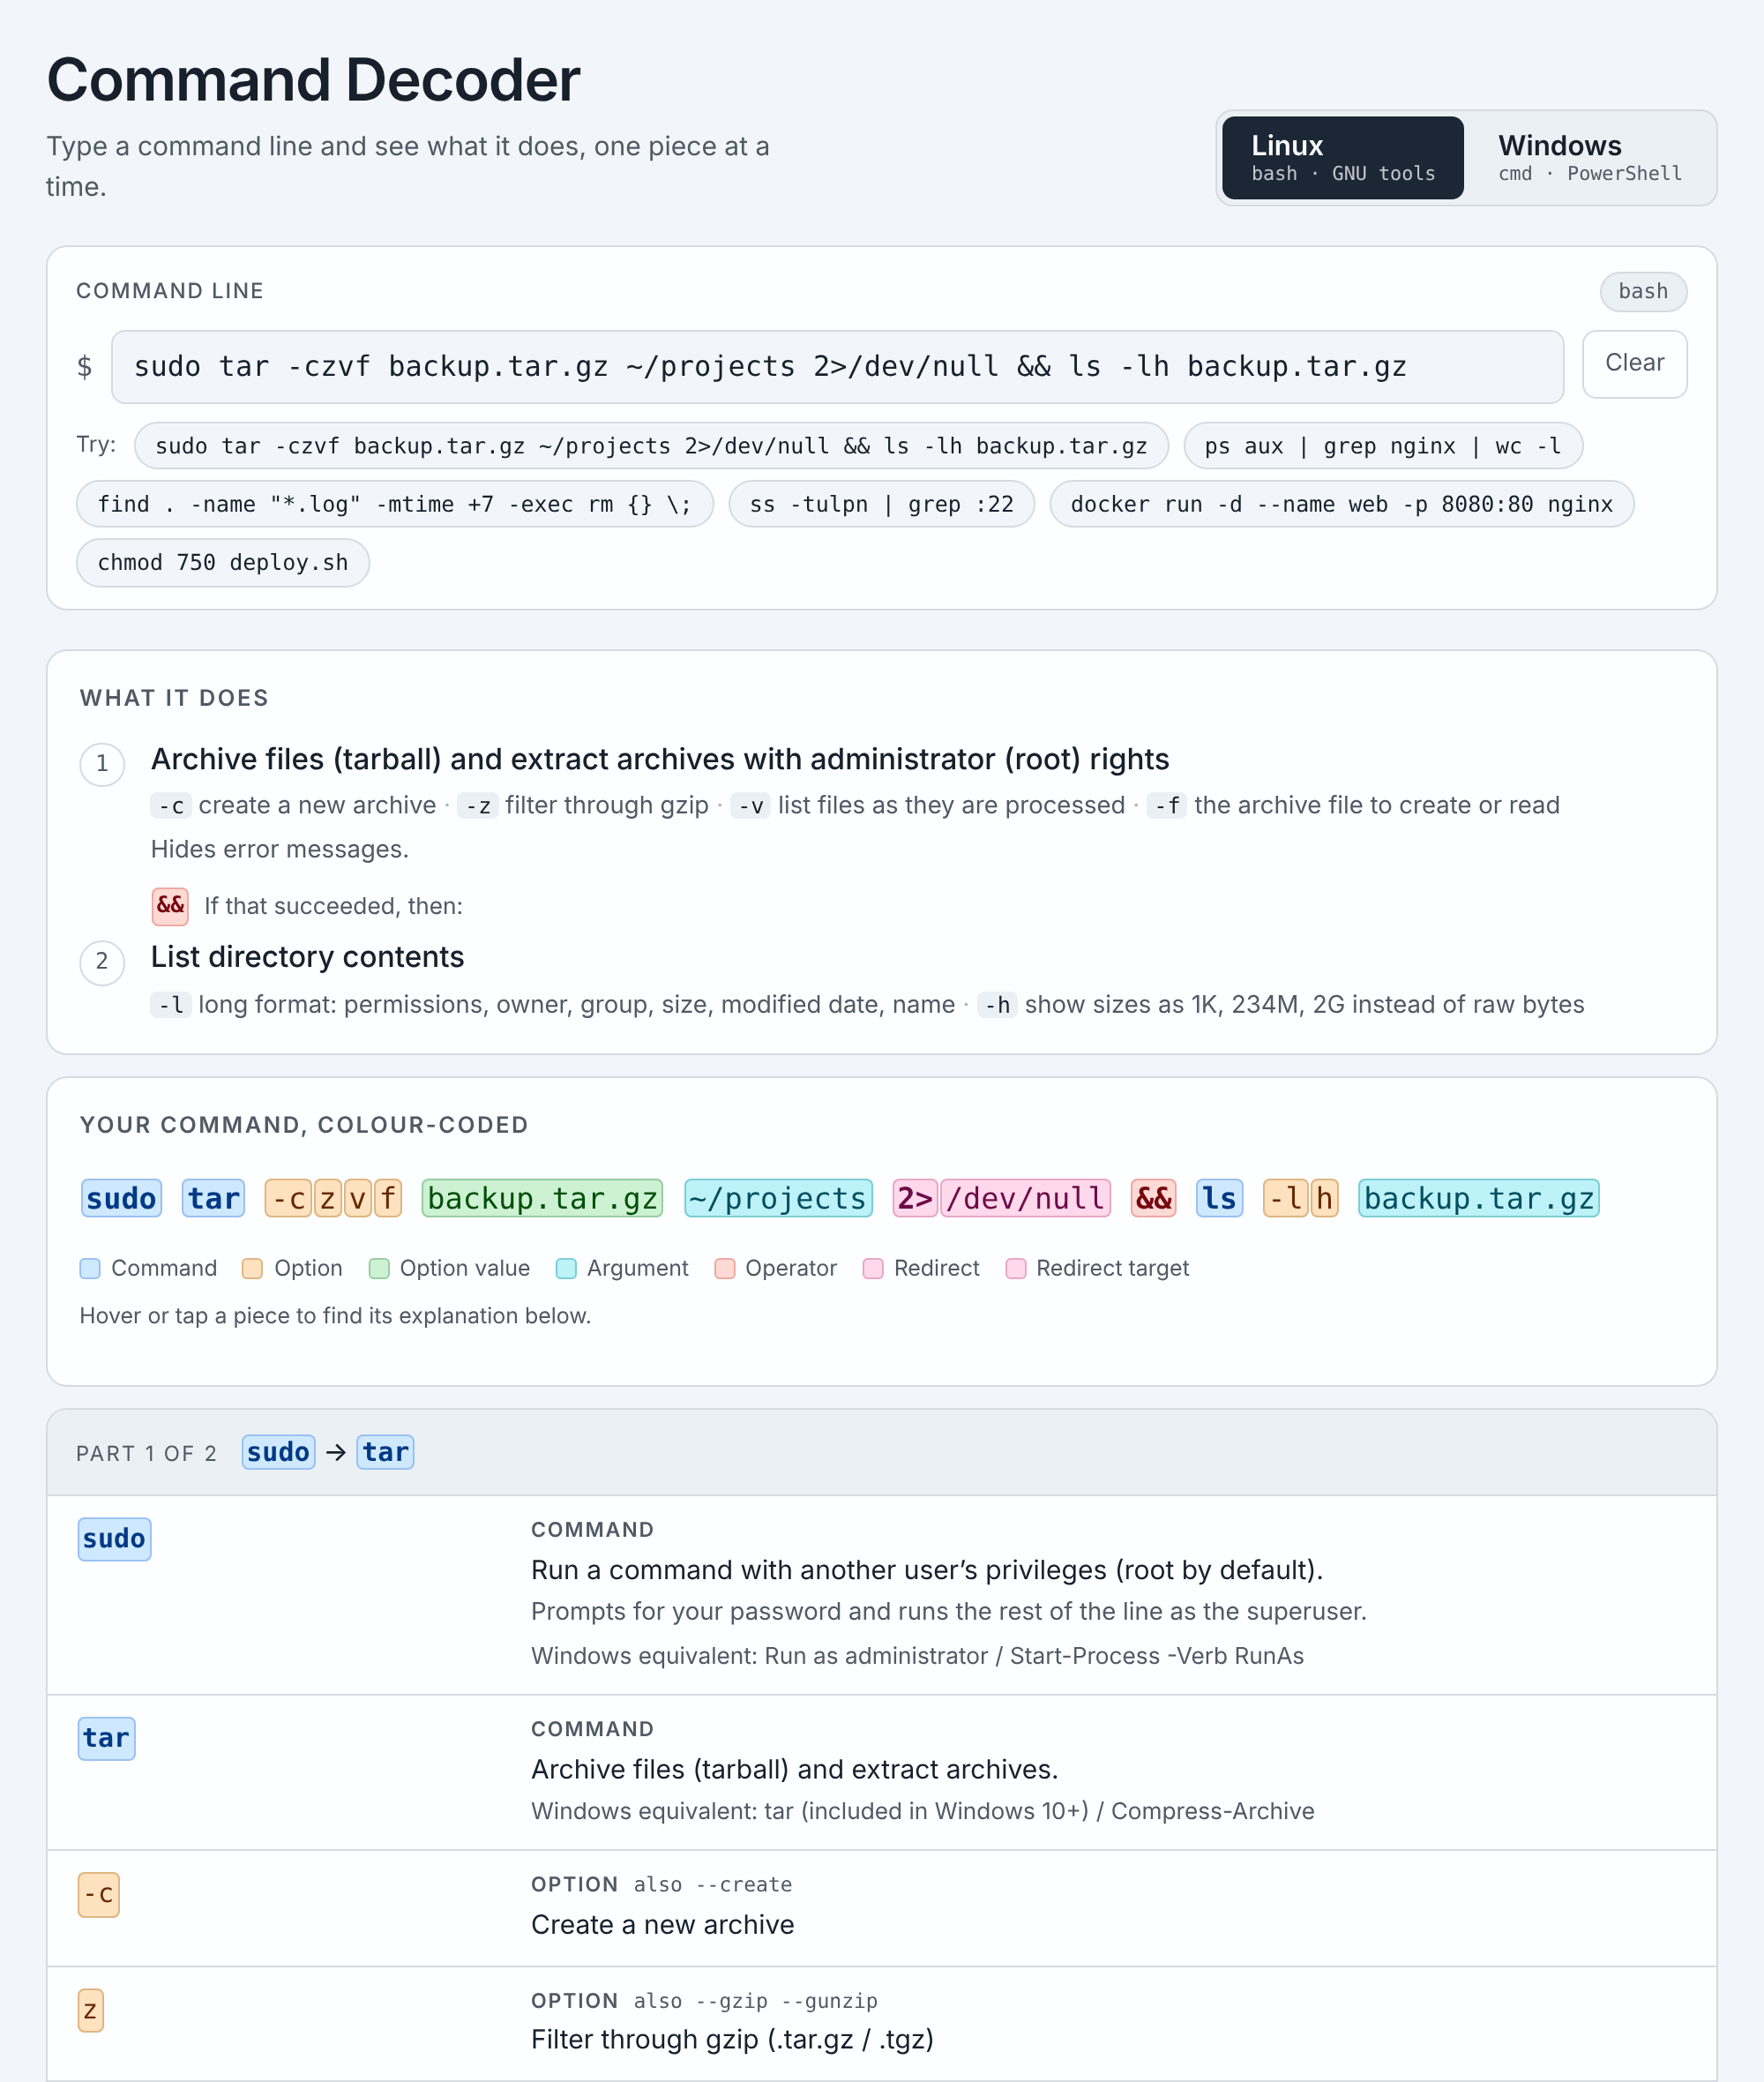 Command Decoder
Type a command line and see what it does, one piece at a
time.
Linux
bash · GNU tools
Windows
cmd · PowerShell
COMMAND LINE
bash
$ sudo tar -czvf backup.tar.gz ~/projects 2>/dev/null && ls -lh backup.tar.gz
Clear
Try: sudo tar -czvf backup.tar.gz ~/projects 2>/dev/null && ls -lh backup.tar.gz ps aux | grep nginx | wc -l
find . -name "*.log" -mtime +7 -exec rm {} \; ss -tulpn | grep :22 docker run -d --name web -p 8080:80 nginx
chmod 750 deploy.sh
WHAT IT DOES
1 Archive files (tarball) and extract archives with administrator (root) rights
-c create a new archive · -z filter through gzip · -v list files as they are processed · -f the archive file to create or read
Hides error messages.
&& If that succeeded, then:
2 List directory contents
-l long format: permissions, owner, group, size, modified date, name · -h show sizes as 1K, 234M, 2G instead of raw bytes
YOUR COMMAND, COLOUR-CODED
sudo tar -czvf backup.tar.gz ~/projects 2>/dev/null && ls -lh backup.tar.gz
Command Option Option value Argument Operator Redirect Redirect target
Hover or tap a piece to find its explanation below.
PART 1 OF 2 sudo → tar
sudo
COMMAND
Run a command with another user’s privileges (root by default).
Prompts for your password and runs the rest of the line as the superuser.
Windows equivalent: Run as administrator / Start-Process -Verb RunAs
tar
COMMAND
Archive files (tarball) and extract archives.
Windows equivalent: tar (included in Windows 10+) / Compress-Archive
-c
OPTION also --create
Create a new archive
z
OPTION also --gzip --gunzip
Filter through gzip (.tar.gz / .tgz)